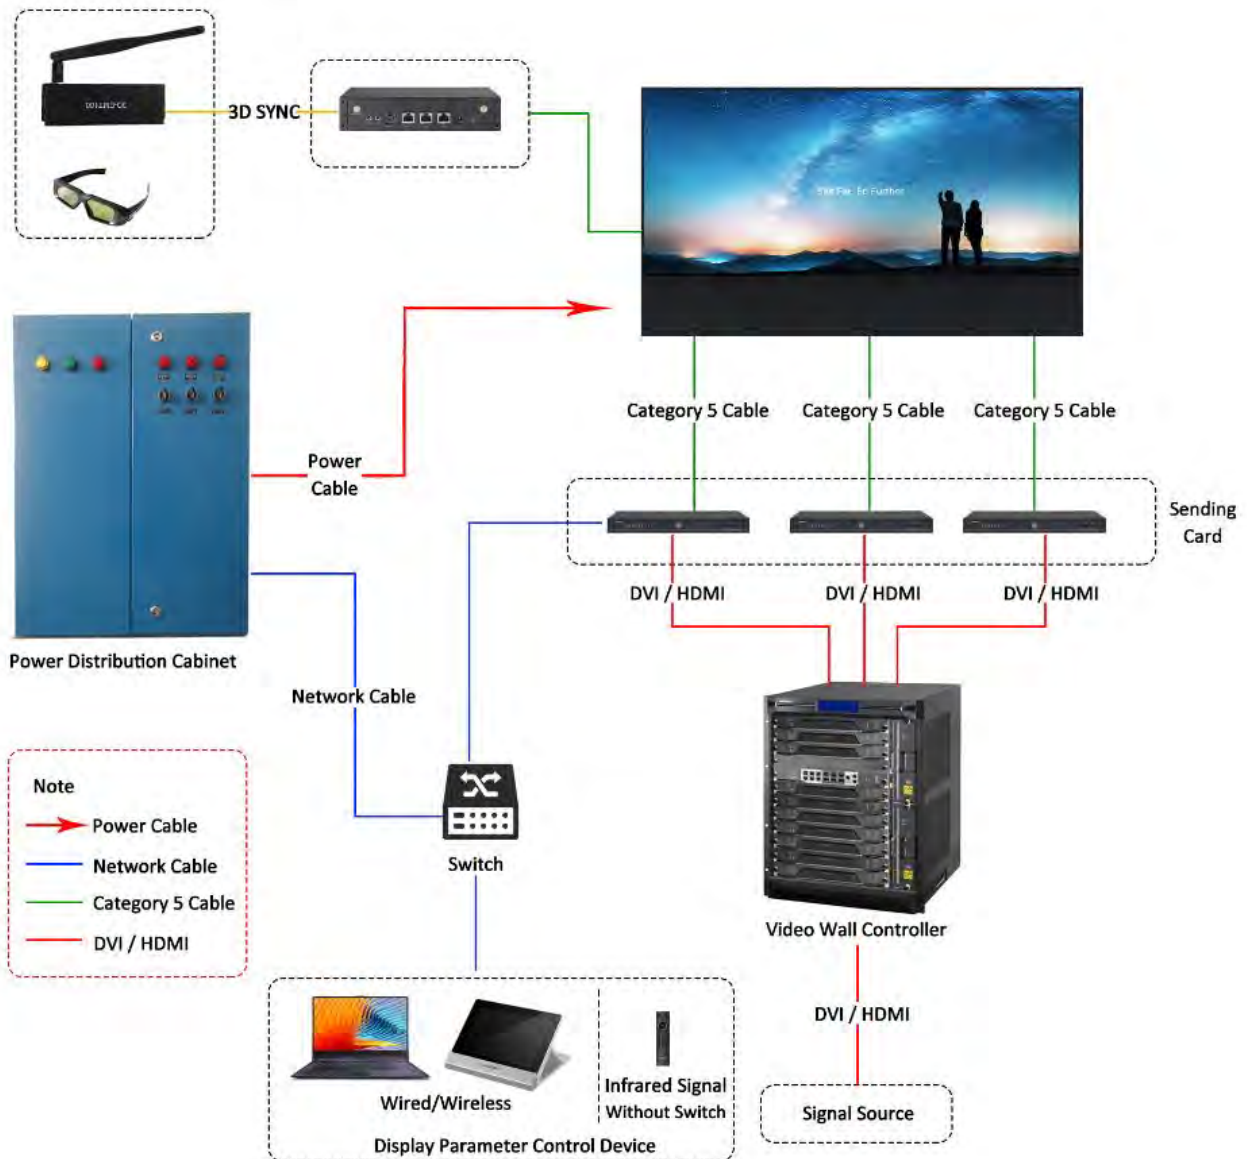 3D SYNC
Category 5 Cable
Category 5 Cable
Category 5 Cable
Power
Cable
Sending
Card
DVI / HDMI
DVI / HDMI
DVI / HDMI
Power Distribution Cabinet
Network Cable
Note
Power Cable
Network Cable
Category 5 Cable
DVI / HDMI
Switch
Video Wall Controller
DVI / HDMI
Wired/Wireless
Infrared Signal
Without Switch
Display Parameter Control Device
Signal Source